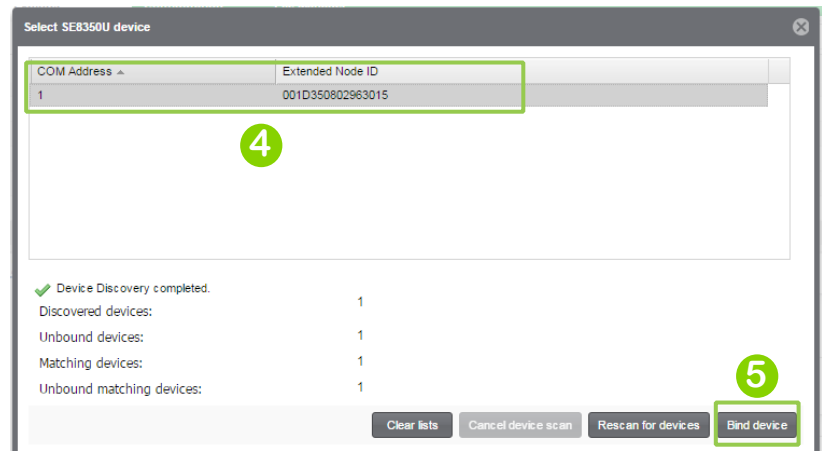 Select SE8350U device
COM Address Extended Node ID
1 001D350802963015
4
Device Discovery completed.
Discovered devices: 1
Unbound devices: 1
Matching devices: 1
Unbound matching devices: 1
5
Clear lists Cancel device scan Rescan for devices Bind device